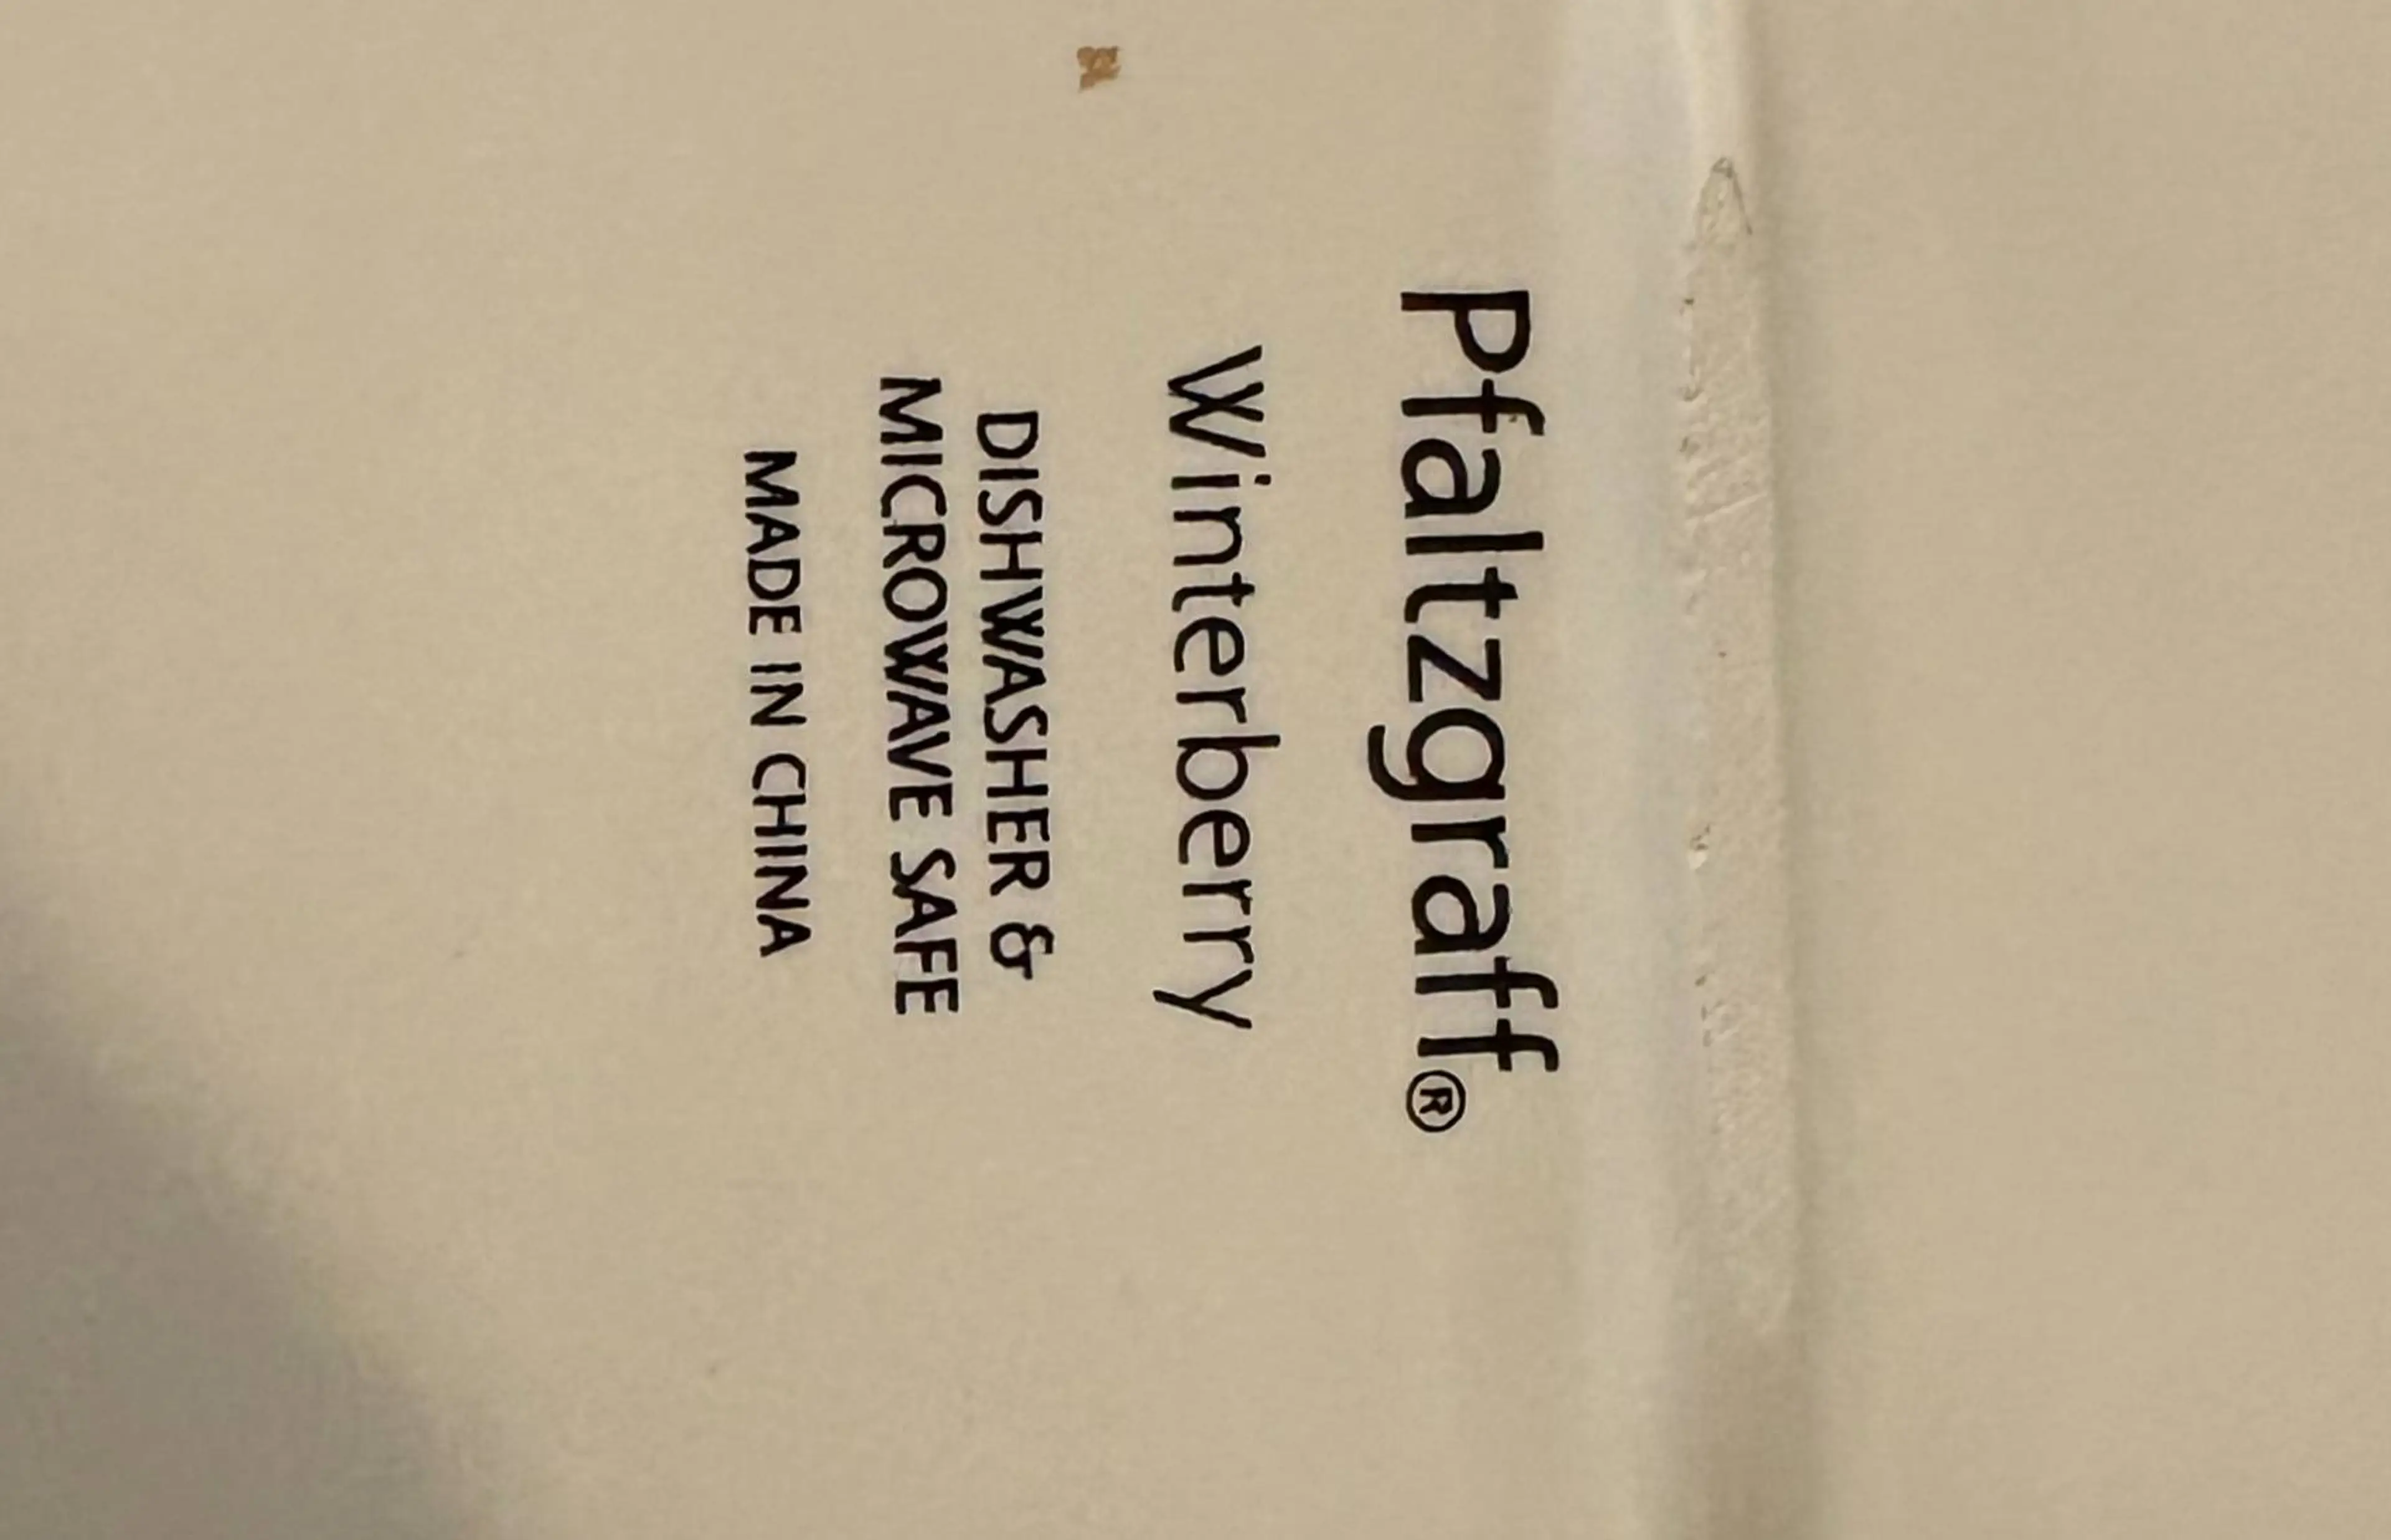 Pfaltzgraff®
Winterberry
DISHWASHER &
MICROWAVE SAFE
MADE IN CHINA